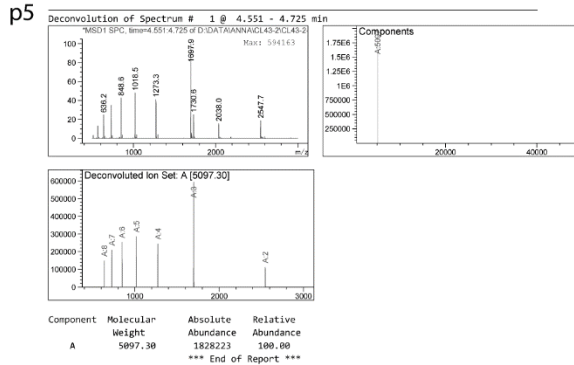 p5
Deconvolution of Spectrum # 1 @ 4.551 - 4.725 min
*MSD1 SPC, time=4.551:4.725 of D:\DATA\ANNA\CL43-2\CL43-2-
Max: 594163
100
80
60
40
20
0
636.2
848.6
1018.5
1273.3
1697.9
1730.6
2038.0
2547.7
1000
2000
m/z
Components
1.75E6
1.5E6
1.25E6
1E6
750000
500000
250000
20000
40000
Deconvoluted Ion Set: A [5097.30]
600000
500000
400000
300000
200000
100000
0
A:8
A:7
A:6
A:5
A:4
A:3
A:2
1000
2000
3000
Component Molecular Absolute Relative
Weight Abundance Abundance
A 5097.30 1828223 100.00
*** End of Report ***